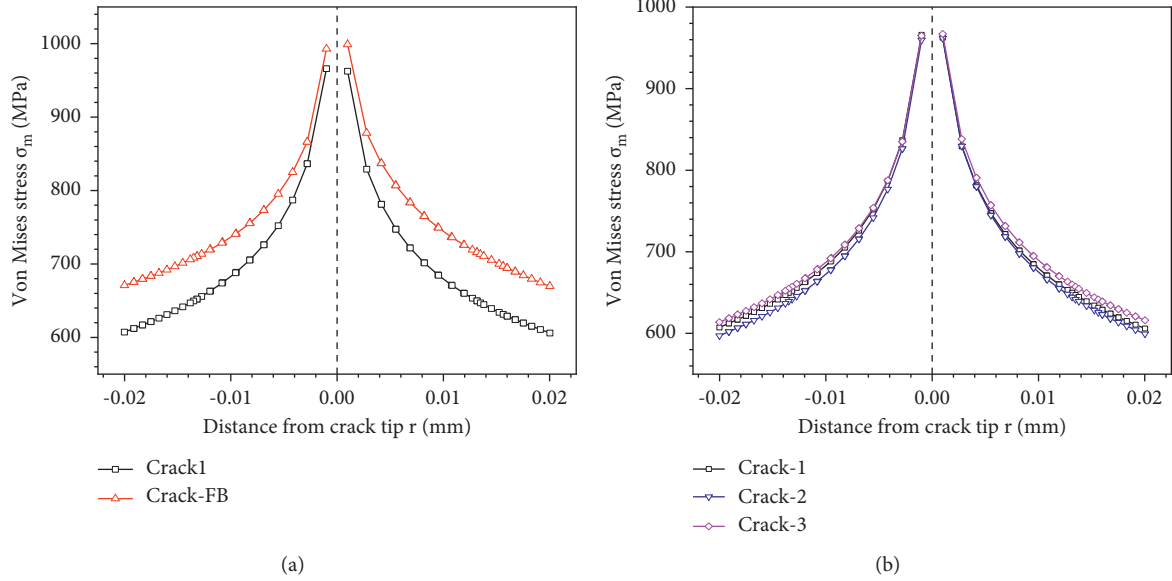 1000
900
800
700
600
Von Mises stress σm (MPa)
-0.02
-0.01
0.00
0.01
0.02
Distance from crack tip r (mm)
Crack1
Crack-FB
(a)
1000
900
800
700
600
Von Mises stress σm (MPa)
-0.02
-0.01
0.00
0.01
0.02
Distance from crack tip r (mm)
Crack-1
Crack-2
Crack-3
(b)